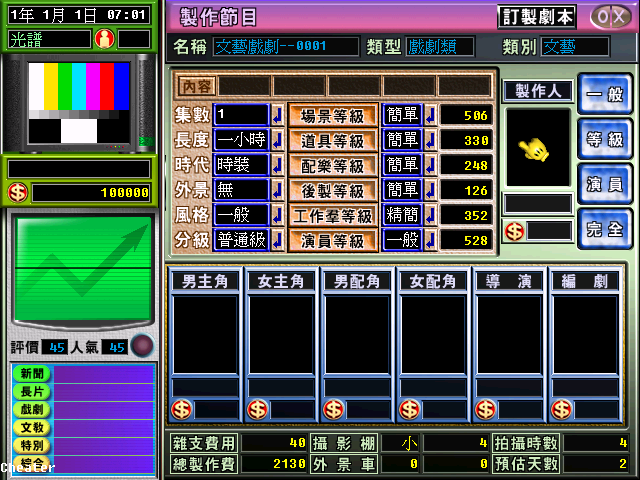 1年 1月 1日 07:01
光譜
100000
評價 45 人氣 45
新聞
長片
戲劇
文教
特別
綜合
Cheater
製作節目
訂製劇本
O X
名稱 文藝戲劇--0001 類型 戲劇類 類別 文藝
內容
集數 1 場景等級 簡單 506
長度 一小時 道具等級 簡單 330
時代 時裝 配樂等級 簡單 248
外景 無 後製等級 簡單 126
風格 一般 工作羣等級 精簡 352
分級 普通級 演員等級 一般 528
製作人
一般
等級
演員
完全
男主角 女主角 男配角 女配角 導演 編劇
雜支費用 40 攝影棚 小 4 拍攝時數 4
總製作費 2130 外景車 0 0 預估天數 2